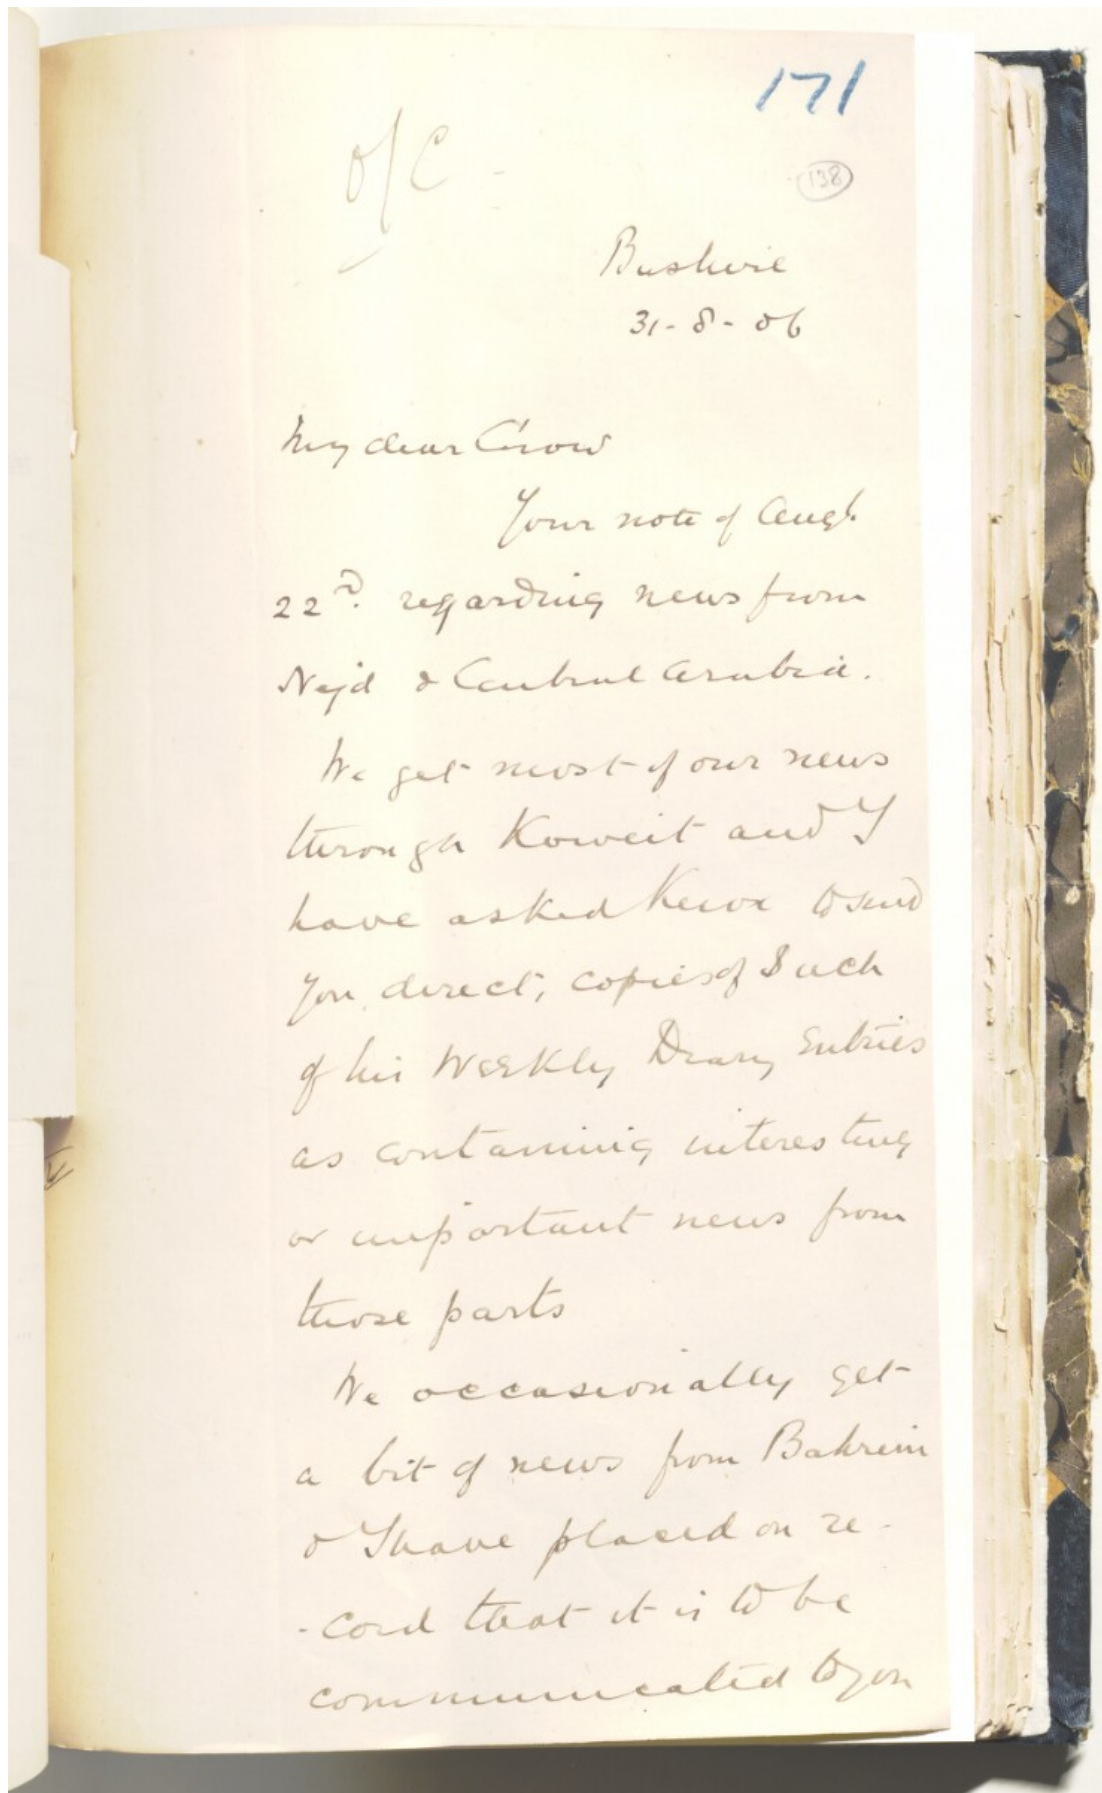 171
O/C
138
Bushire
31-8-06
My dear Crow
Your note of Augt.
22nd. regarding news from
Nejd & Central Arabia.
We get most of our news
through Koweit and I
have asked Knox to send
you direct, copies of such
of his Weekly Diary Entries
as containing interesting
or important news from
those parts
We occasionally get
a bit of news from Bahrein
& I have placed on re-
-cord that it is to be
communicated to you